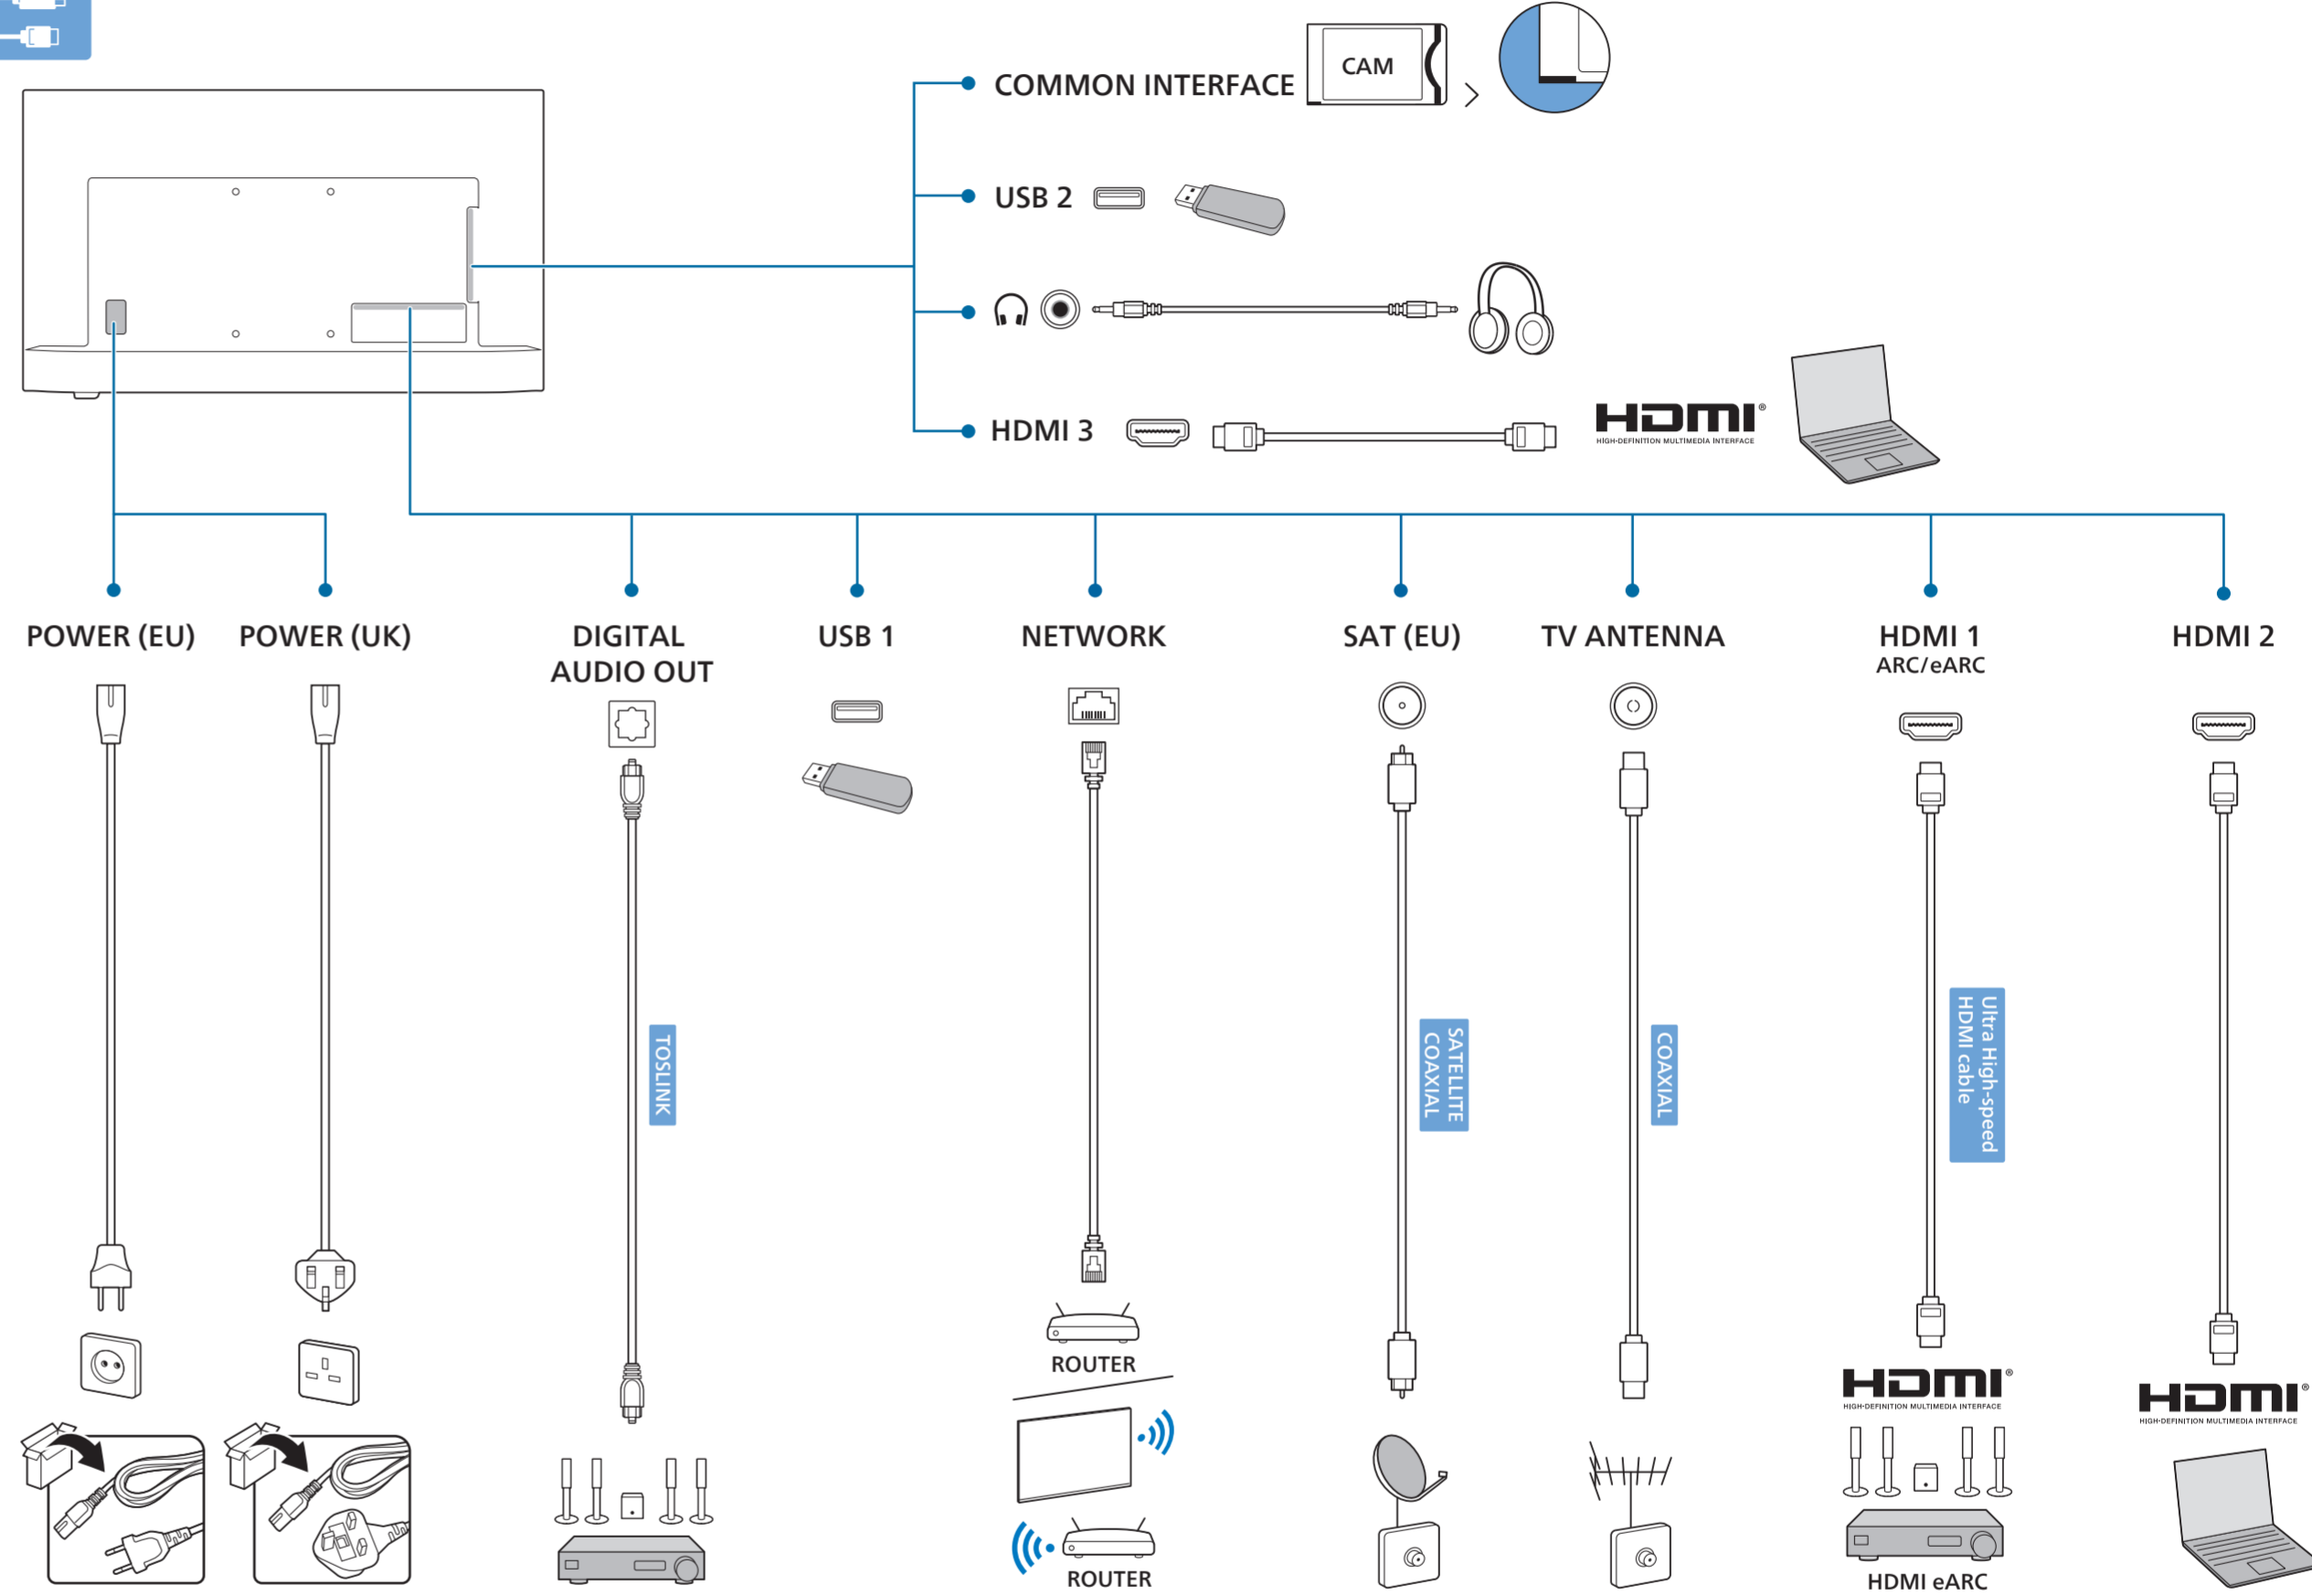 COMMON INTERFACE
CAM
>
USB 2
HDMI 3
HDMI®
HIGH-DEFINITION MULTIMEDIA INTERFACE
POWER (EU)
POWER (UK)
DIGITAL
AUDIO OUT
USB 1
NETWORK
SAT (EU)
TV ANTENNA
HDMI 1
ARC/eARC
HDMI 2
TOSLINK
SATELLITE
COAXIAL
COAXIAL
Ultra High-speed
HDMI cable
ROUTER
HDMI®
HIGH-DEFINITION MULTIMEDIA INTERFACE
HDMI®
HIGH-DEFINITION MULTIMEDIA INTERFACE
ROUTER
HDMI eARC